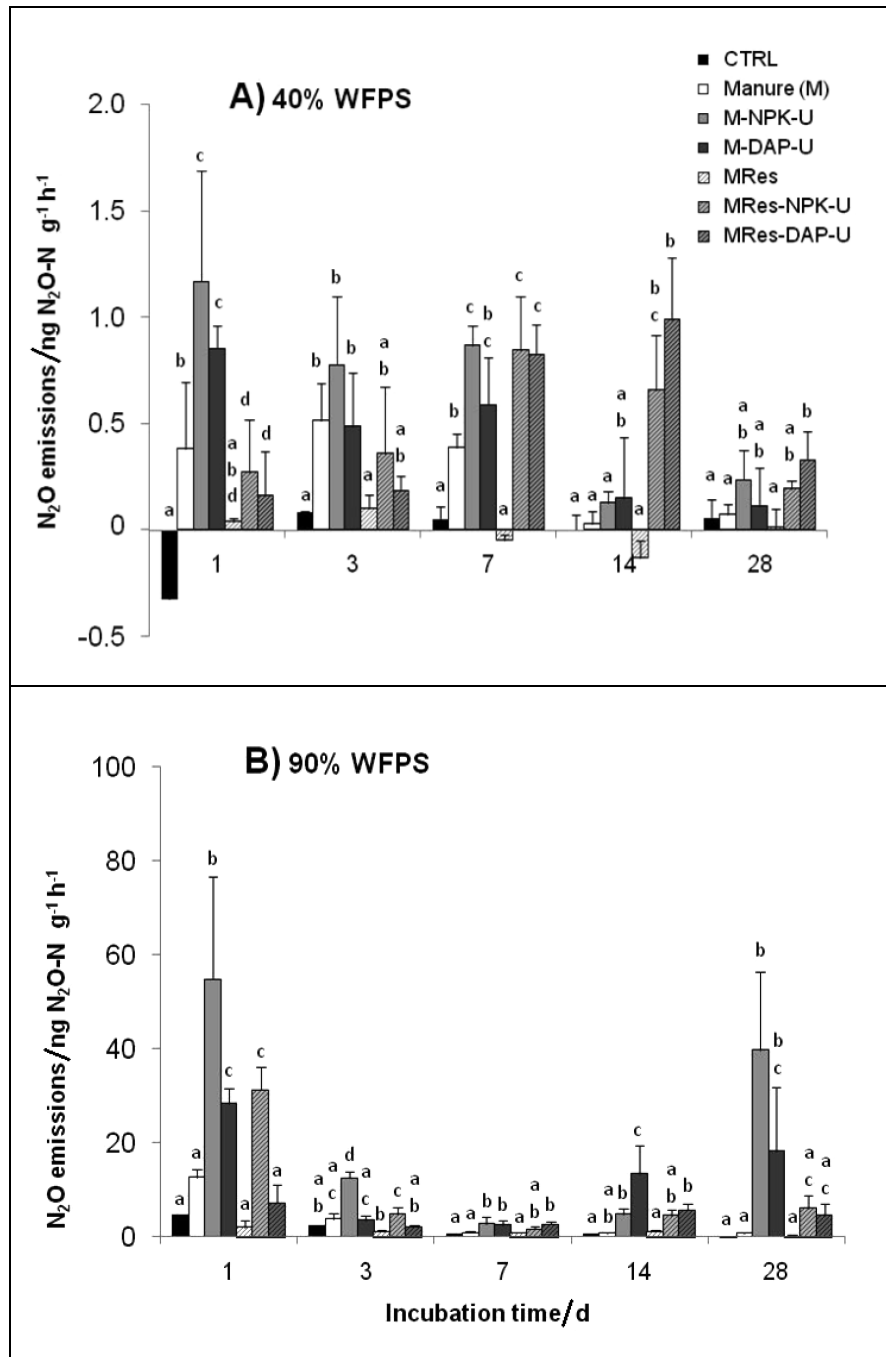 A) 40% WFPS
CTRL
Manure (M)
M-NPK-U
M-DAP-U
MRes
MRes-NPK-U
MRes-DAP-U
N₂O emissions/ng N₂O-N g⁻¹ h⁻¹
2.0
1.5
1.0
0.5
0
-0.5
a b c c a b d d d
a b b b a a b a b
a b c b c a c c
a a a a b a b c b
a a a b a b a a b b
1 3 7 14 28
B) 90% WFPS
N₂O emissions/ng N₂O-N g⁻¹ h⁻¹
100
80
60
40
20
0
a a b c a c a
a b a c d a c b c a b
a a b b a a b b
a a b b c a a b b
a a b b c a a c a c
1 3 7 14 28
Incubation time/d